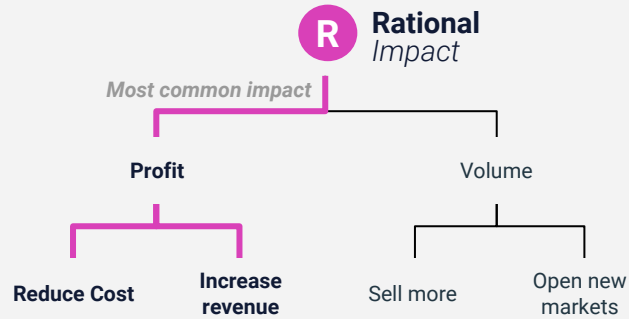 R
Rational
Impact
Most common impact
Profit
Volume
Reduce Cost
Increase
revenue
Sell more
Open new
markets